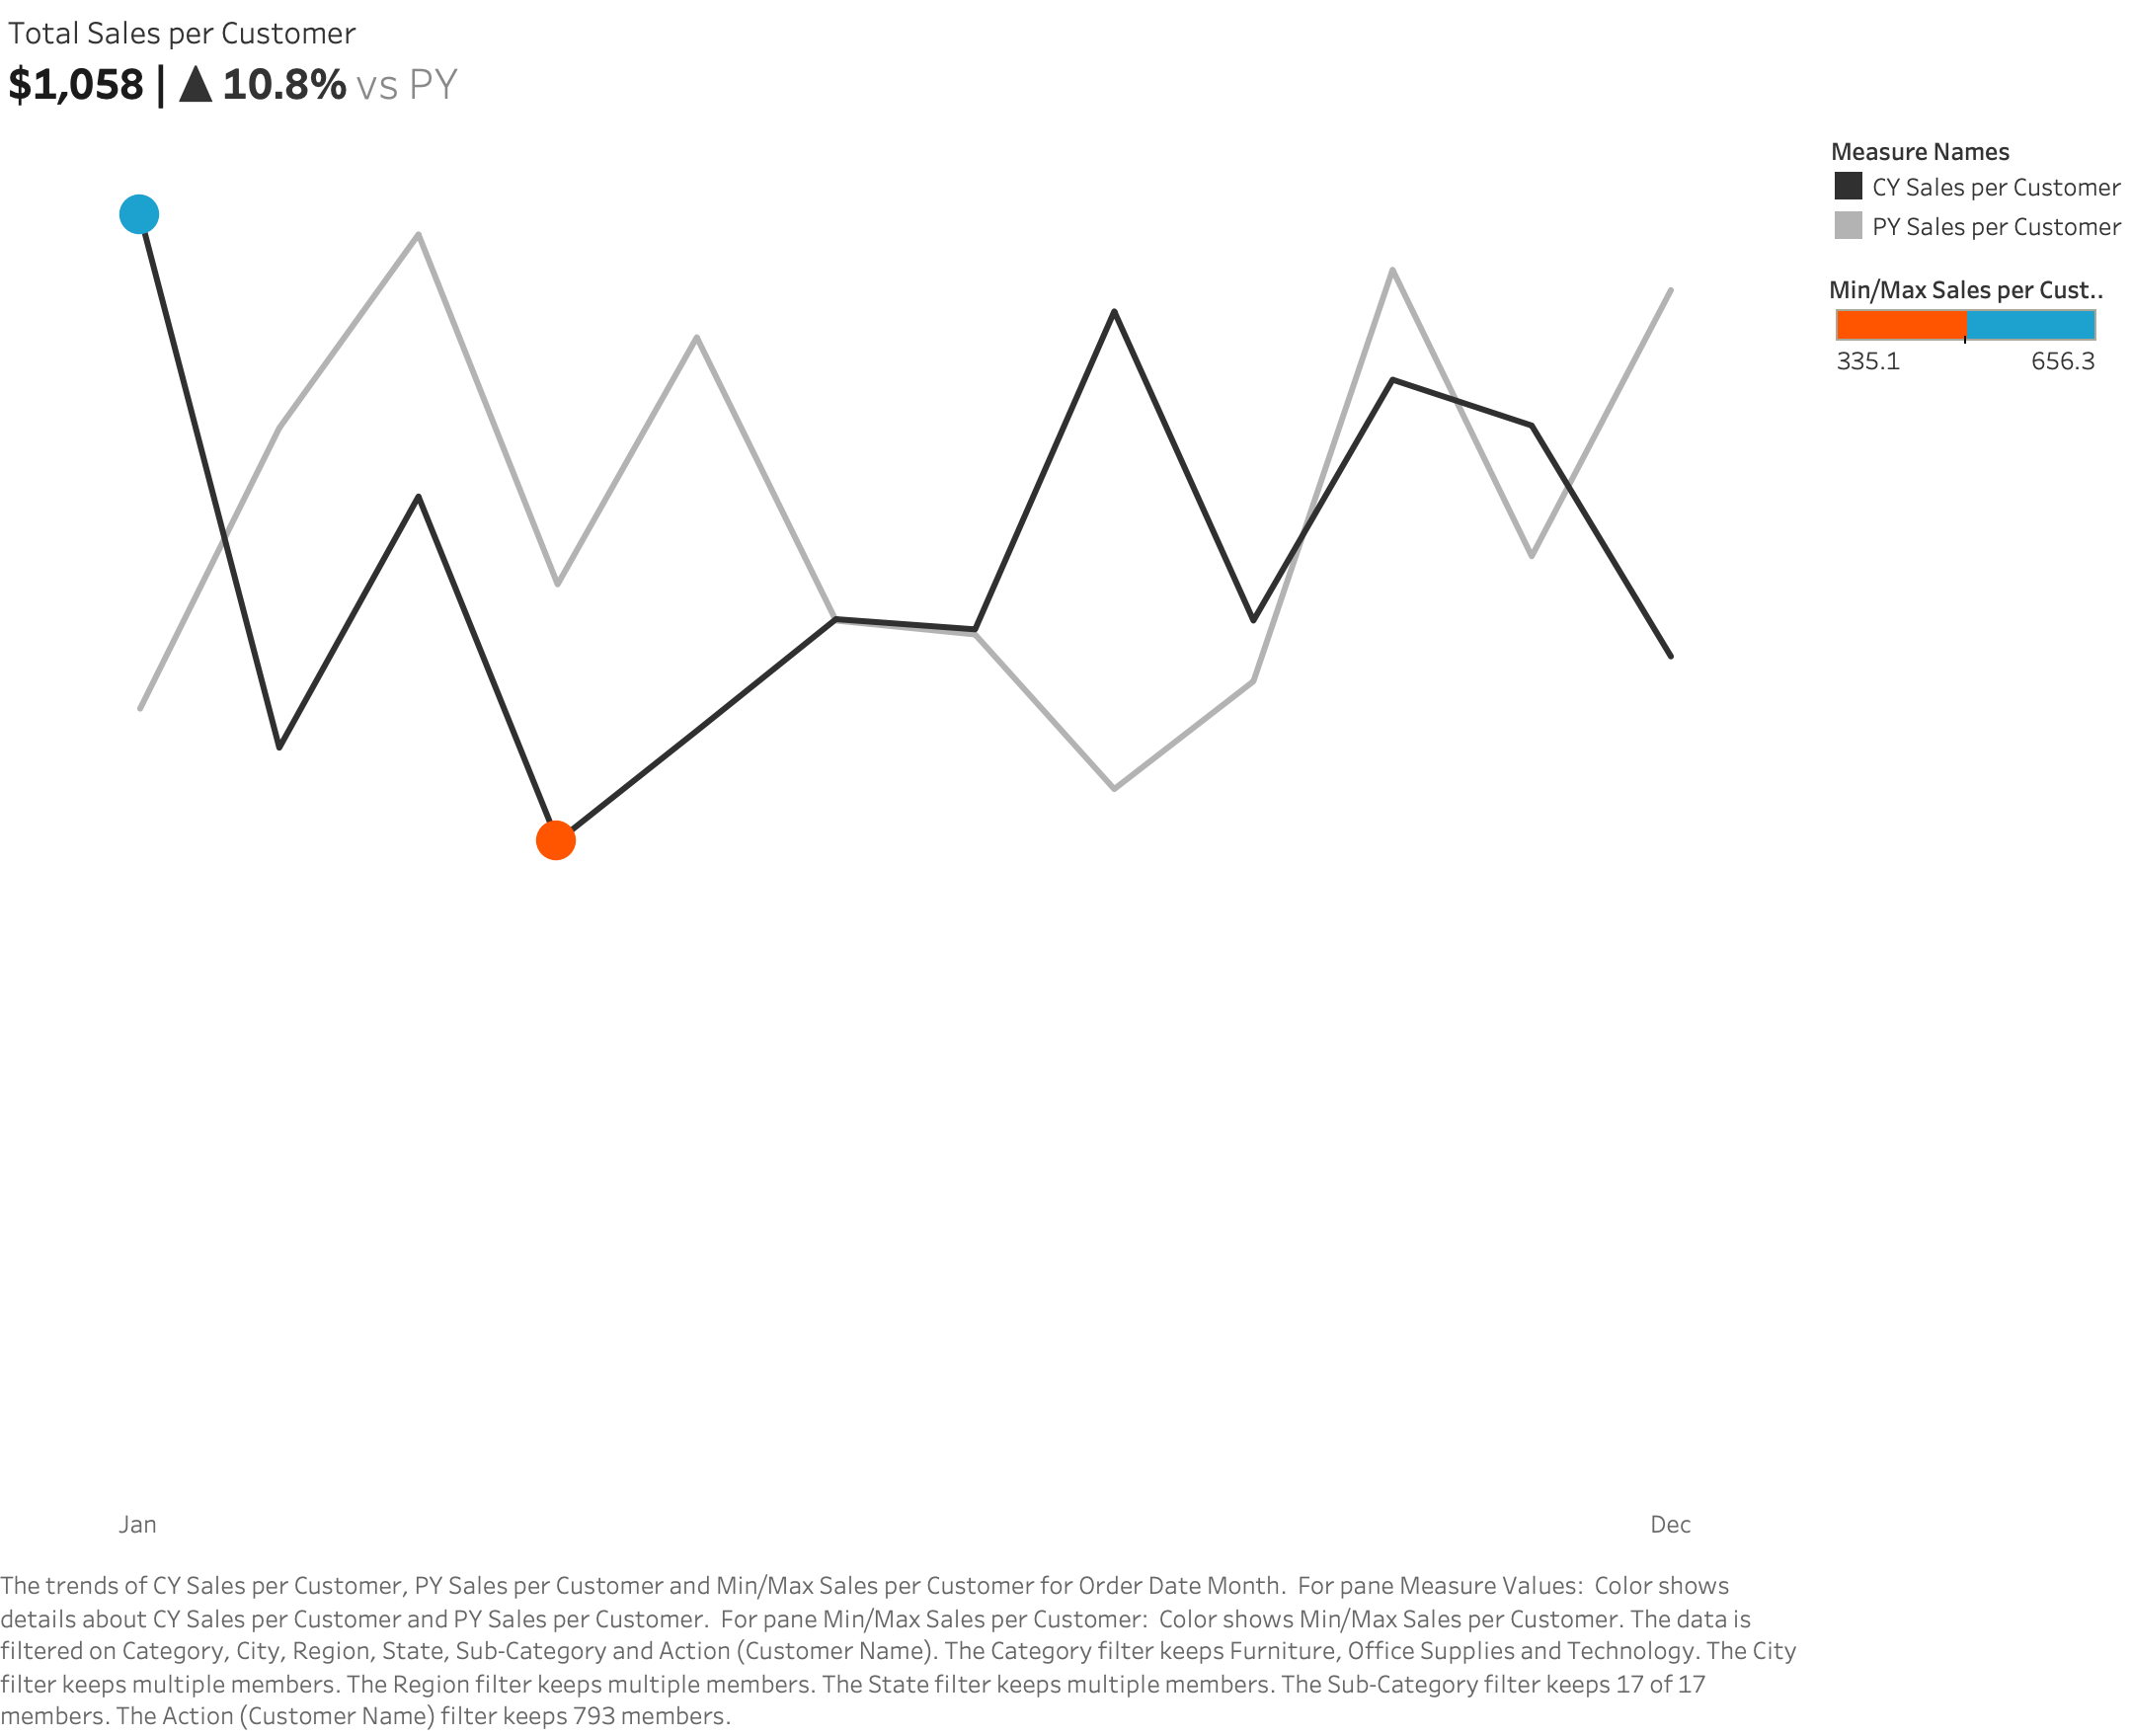 Total Sales per Customer
$1,058 | ▲ 10.8% vs PY
Measure Names
CY Sales per Customer
PY Sales per Customer
Min/Max Sales per Cust..
335.1 656.3
Jan Dec
The trends of CY Sales per Customer, PY Sales per Customer and Min/Max Sales per Customer for Order Date Month.  For pane Measure Values:  Color shows
details about CY Sales per Customer and PY Sales per Customer.  For pane Min/Max Sales per Customer:  Color shows Min/Max Sales per Customer. The data is
filtered on Category, City, Region, State, Sub-Category and Action (Customer Name). The Category filter keeps Furniture, Office Supplies and Technology. The City
filter keeps multiple members. The Region filter keeps multiple members. The State filter keeps multiple members. The Sub-Category filter keeps 17 of 17
members. The Action (Customer Name) filter keeps 793 members.